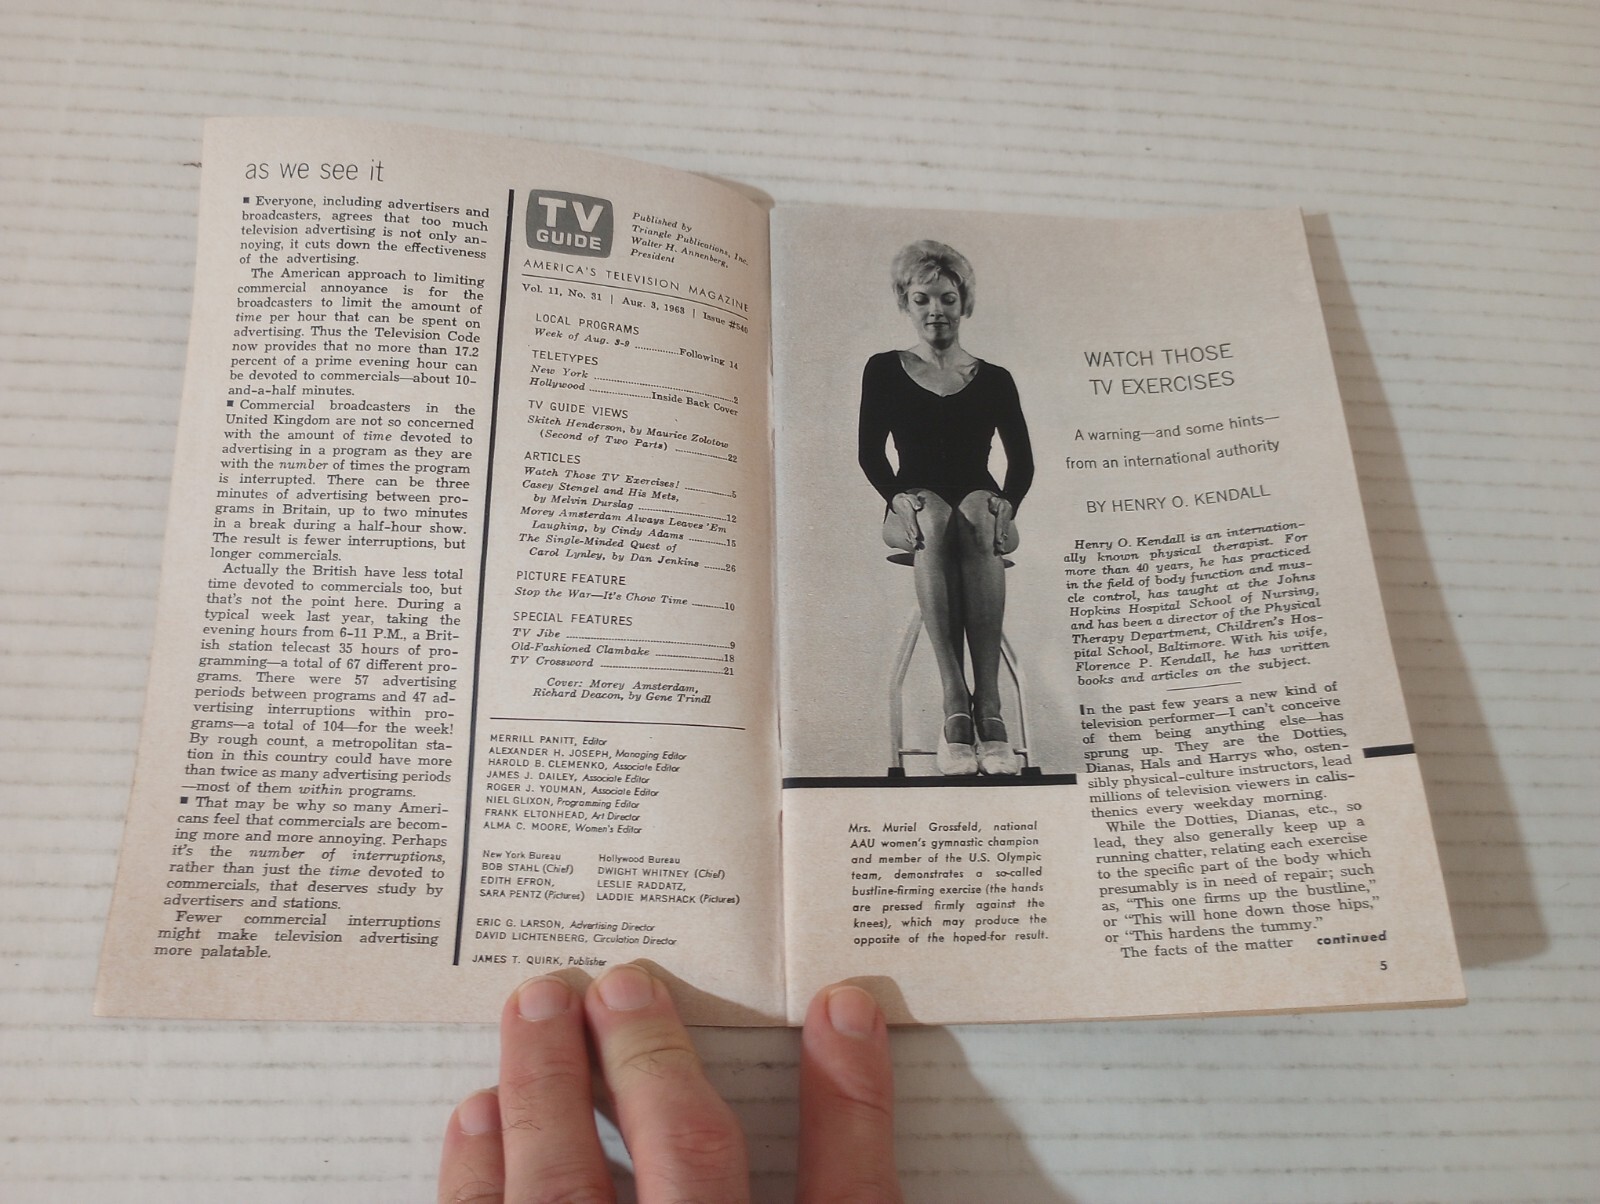 as we see it
■ Everyone, including advertisers and
broadcasters, agrees that too much
television advertising is not only an-
noying, it cuts down the effectiveness
of the advertising.
The American approach to limiting
commercial annoyance is for the
broadcasters to limit the amount of
time per hour that can be spent on
advertising. Thus the Television Code
now provides that no more than 17.2
percent of a prime evening hour can
be devoted to commercials—about 10-
and-a-half minutes.
■ Commercial broadcasters in the
United Kingdom are not so concerned
with the amount of time devoted to
advertising in a program as they are
with the number of times the program
is interrupted. There can be three
minutes of advertising between pro-
grams in Britain, up to two minutes
in a break during a half-hour show.
The result is fewer interruptions, but
longer commercials.
Actually the British have less total
time devoted to commercials too, but
that's not the point here. During a
typical week last year, taking the
evening hours from 6-11 P.M., a Brit-
ish station telecast 35 hours of pro-
gramming—a total of 67 different pro-
grams. There were 57 advertising
periods between programs and 47 ad-
vertising interruptions within pro-
grams—a total of 104—for the week!
By rough count, a metropolitan sta-
tion in this country could have more
than twice as many advertising periods
—most of them within programs.
■ That may be why so many Ameri-
cans feel that commercials are becom-
ing more and more annoying. Perhaps
it's the number of interruptions,
rather than just the time devoted to
commercials, that deserves study by
advertisers and stations.
Fewer commercial interruptions
might make television advertising
more palatable.
TV
GUIDE
Published by
Triangle Publications, Inc.
Walter H. Annenberg,
President
AMERICA'S TELEVISION MAGAZINE
Vol. 11, No. 31 | Aug. 3, 1963 | Issue #540
LOCAL PROGRAMS
Week of Aug. 3-9 ..........Following 14
TELETYPES
New York ..........2
Hollywood ..........Inside Back Cover
TV GUIDE VIEWS
Skitch Henderson, by Maurice Zolotow
(Second of Two Parts) ..........22
ARTICLES
Watch Those TV Exercises! ..........5
Casey Stengel and His Mets,
by Melvin Durslag ..........12
Morey Amsterdam Always Leaves 'Em
Laughing, by Cindy Adams ..........15
The Single-Minded Quest of
Carol Lynley, by Dan Jenkins ..........26
PICTURE FEATURE
Stop the War—It's Chow Time ..........10
SPECIAL FEATURES
TV Jibe ..........9
Old-Fashioned Clambake ..........18
TV Crossword ..........21
Cover: Morey Amsterdam,
Richard Deacon, by Gene Trindl
MERRILL PANITT, Editor
ALEXANDER H. JOSEPH, Managing Editor
HAROLD B. CLEMENKO, Associate Editor
JAMES J. DAILEY, Associate Editor
ROGER J. YOUMAN, Associate Editor
NIEL GLIXON, Programming Editor
FRANK ELTONHEAD, Art Director
ALMA C. MOORE, Women's Editor
New York Bureau
BOB STAHL (Chief)
EDITH EFRON,
SARA PENTZ (Pictures)
Hollywood Bureau
DWIGHT WHITNEY (Chief)
LESLIE RADDATZ,
LADDIE MARSHACK (Pictures)
ERIC G. LARSON, Advertising Director
DAVID LICHTENBERG, Circulation Director
JAMES T. QUIRK, Publisher
Mrs. Muriel Grossfeld, national
AAU women's gymnastic champion
and member of the U.S. Olympic
team, demonstrates a so-called
bustline-firming exercise (the hands
are pressed firmly against the
knees), which may produce the
opposite of the hoped-for result.
WATCH THOSE
TV EXERCISES
A warning—and some hints—
from an international authority
BY HENRY O. KENDALL
Henry O. Kendall is an internation-
ally known physical therapist. For
more than 40 years, he has practiced
in the field of body function and mus-
cle control, has taught at the Johns
Hopkins Hospital School of Nursing,
and has been a director of the Physical
Therapy Department, Children's Hos-
pital School, Baltimore. With his wife,
Florence P. Kendall, he has written
books and articles on the subject.
In the past few years a new kind of
television performer—I can't conceive
of them being anything else—has
sprung up. They are the Dotties,
Dianas, Hals and Harrys who, osten-
sibly physical-culture instructors, lead
millions of television viewers in calis-
thenics every weekday morning.
While the Dotties, Dianas, etc., so
lead, they also generally keep up a
running chatter, relating each exercise
to the specific part of the body which
presumably is in need of repair; such
as, "This one firms up the bustline,"
or "This will hone down those hips,"
or "This hardens the tummy."
The facts of the matter continued
5